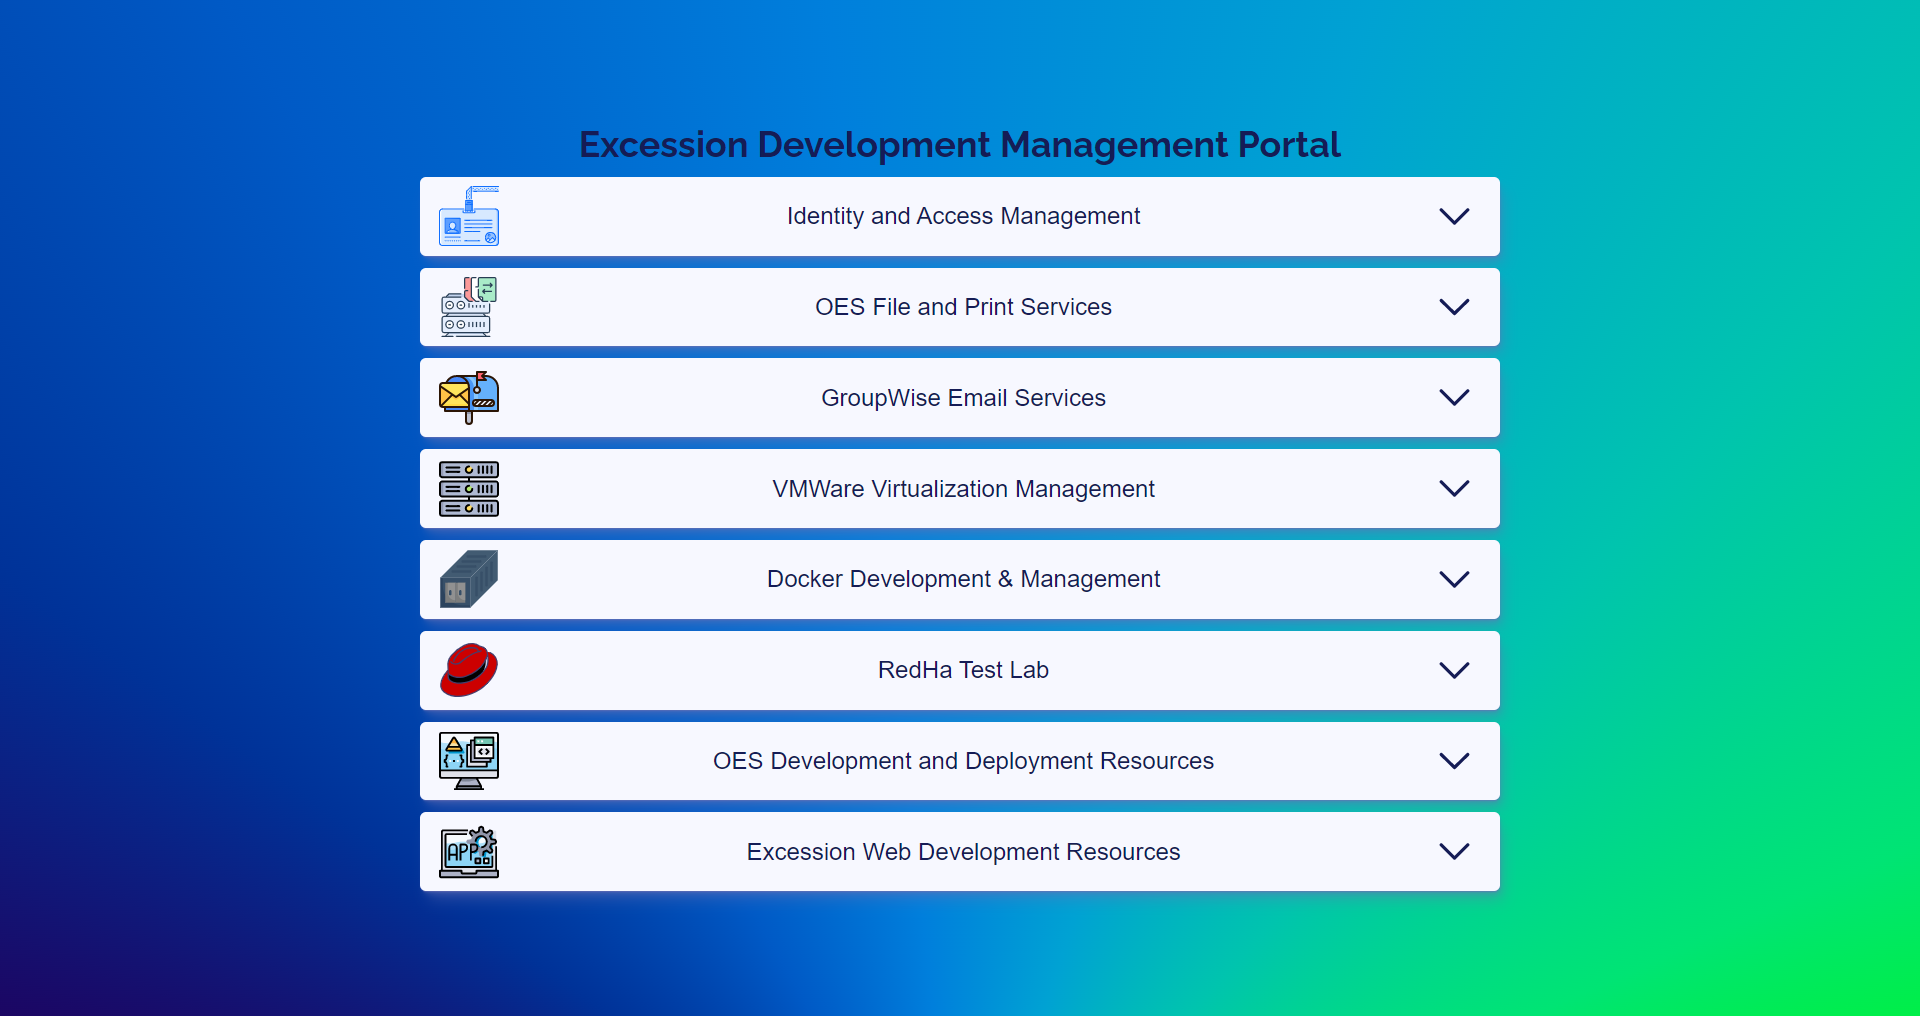 Excession Development Management Portal
Identity and Access Management
OES File and Print Services
GroupWise Email Services
VMWare Virtualization Management
Docker Development & Management
RedHa Test Lab
OES Development and Deployment Resources
APP
Excession Web Development Resources